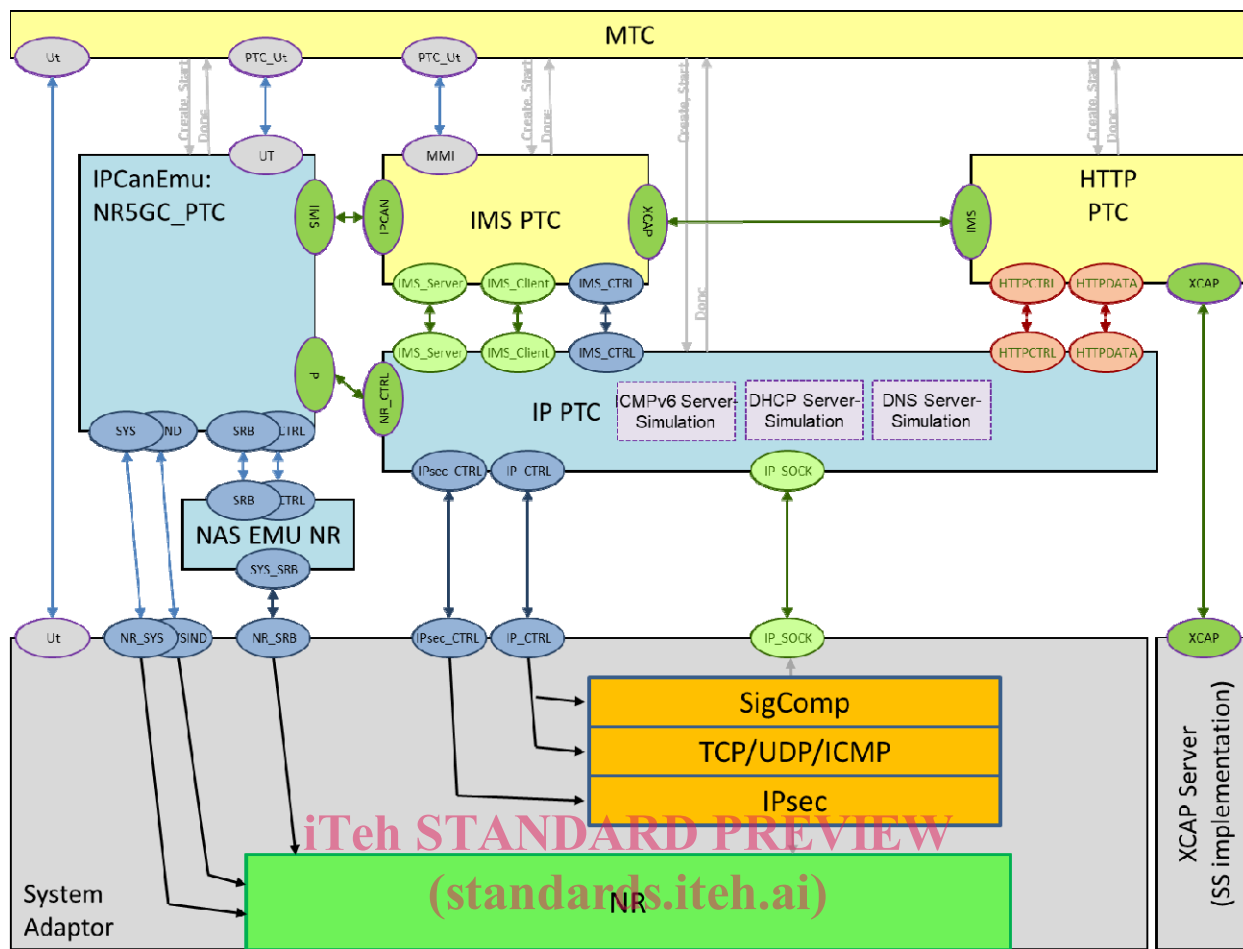 MTC
Ut
PTC_Ut
PTC_Ut
Create, Start
Done
Create, Start
Done
Create, Start
Done
Create, Start
Done
UT
MMI
IPCanEmu:
NR5GC_PTC
IMS
IPCAN
IMS PTC
XCAP
SMI
HTTP
PTC
IMS_Server
IMS_Client
IMS_CTRL
HTTPCTRL
HTTPDATA
XCAP
IMS_Server
IMS_Client
IMS_CTRL
HTTPCTRL
HTTPDATA
P
NR_CTRL
IP PTC
ICMPv6 Server-
Simulation
DHCP Server-
Simulation
DNS Server-
Simulation
SYS
IND
SRB
CTRL
IPsec_CTRL
IP_CTRL
IP_SOCK
SRB
CTRL
NAS EMU NR
SYS_SRB
Ut
NR_SYS
YSIND
NR_SRB
IPsec_CTRL
IP_CTRL
IP_SOCK
XCAP
SigComp
TCP/UDP/ICMP
IPsec
XCAP Server
(SS implementation)
iTeh STANDARD PREVIEW
(standards.iteh.ai)
NR
System
Adaptor